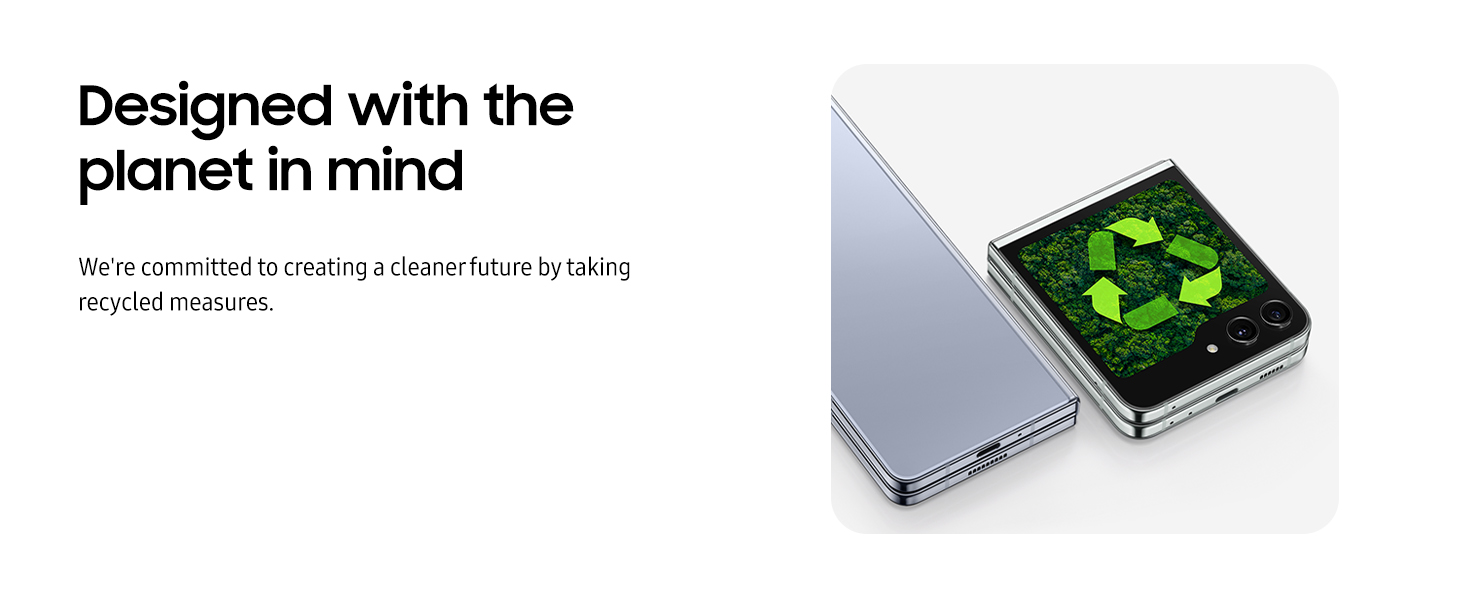 Designed with the
planet in mind
We're committed to creating a cleaner future by taking
recycled measures.